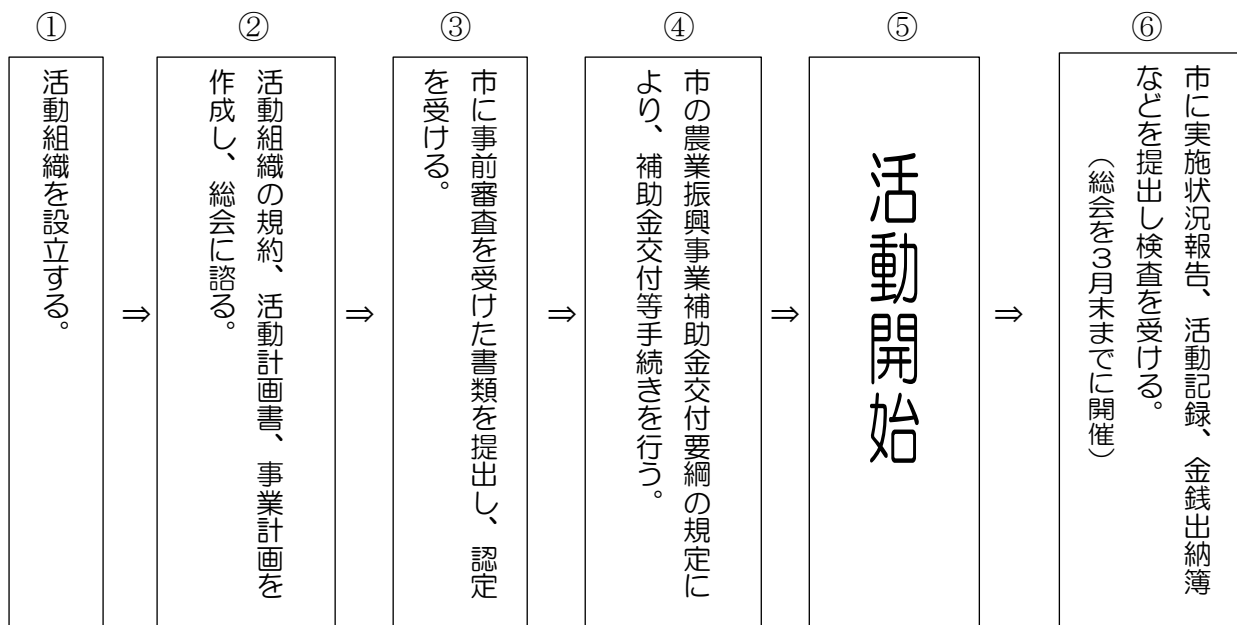 ①
活動組織を設立する。
⇒
②
活動組織の規約、活動計画書、事業計画を
作成し、総会に諮る。
⇒
③
市に事前審査を受けた書類を提出し、認定
を受ける。
⇒
④
市の農業振興事業補助金交付要綱の規定に
より、補助金交付等手続きを行う。
⇒
⑤
活動開始
⇒
⑥
市に実施状況報告、活動記録、金銭出納簿
などを提出し検査を受ける。
（総会を３月末までに開催）